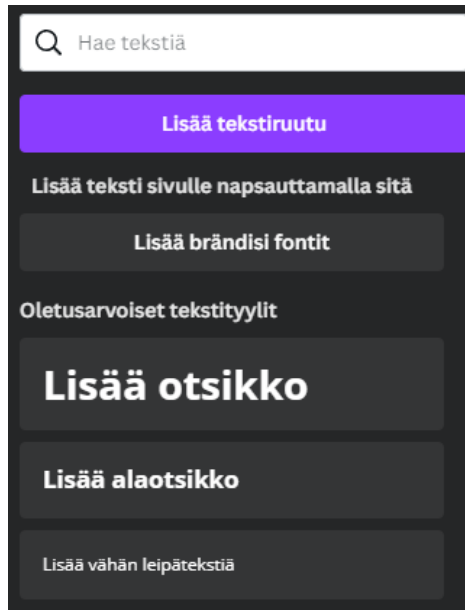 Hae tekstiä
Lisää tekstiruutu
Lisää teksti sivulle napsauttamalla sitä
Lisää brändisi fontit
Oletusarvoiset tekstityylit
Lisää otsikko
Lisää alaotsikko
Lisää vähän leipätekstiä